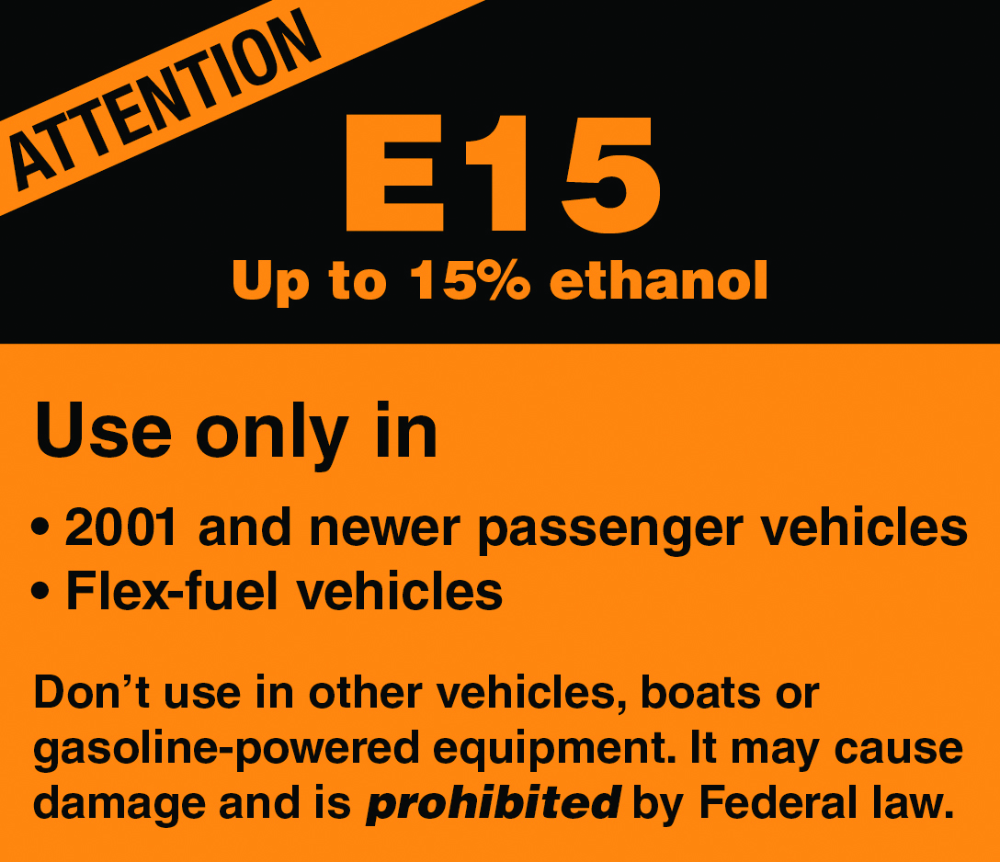 ATTENTION
E15
Up to 15% ethanol
Use only in
• 2001 and newer passenger vehicles
• Flex-fuel vehicles
Don’t use in other vehicles, boats or
gasoline-powered equipment. It may cause
damage and is prohibited by Federal law.